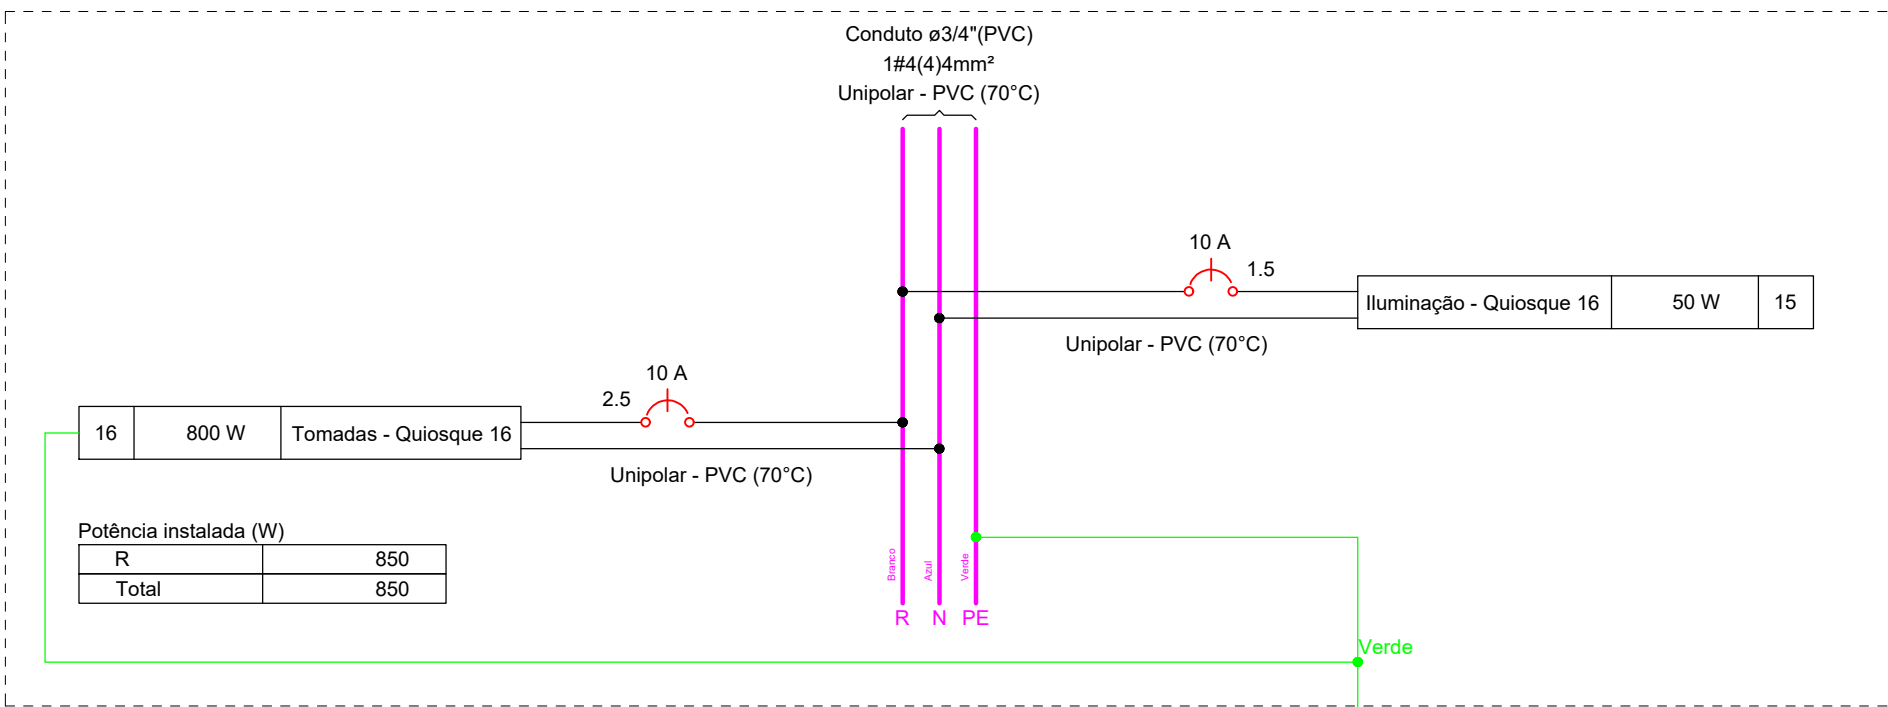 Conduto ø3/4"(PVC)
1#4(4)4mm²
Unipolar - PVC (70°C)
10 A
1.5
Iluminação - Quiosque 16 50 W 15
Unipolar - PVC (70°C)
10 A
2.5
16 800 W Tomadas - Quiosque 16
Unipolar - PVC (70°C)
Potência instalada (W)
R 850
Total 850
Branco
Azul
Verde
R N PE
Verde